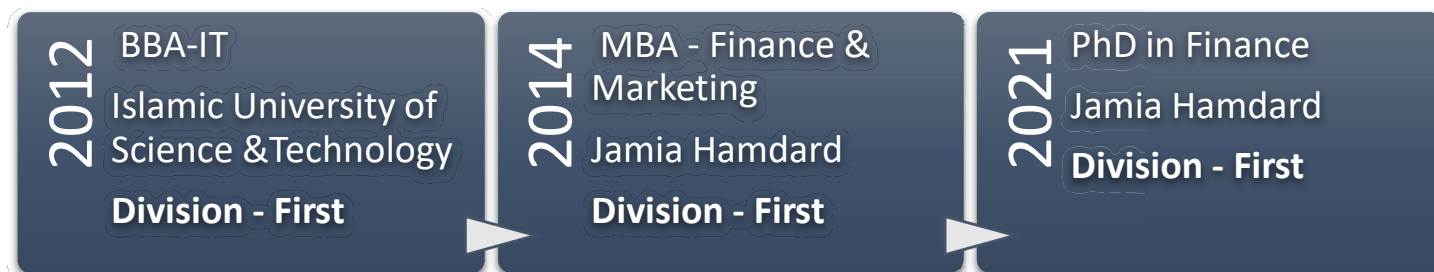 2012
BBA-IT
Islamic University of
Science &Technology
Division - First
2014
MBA - Finance &
Marketing
Jamia Hamdard
Division - First
2021
PhD in Finance
Jamia Hamdard
Division - First